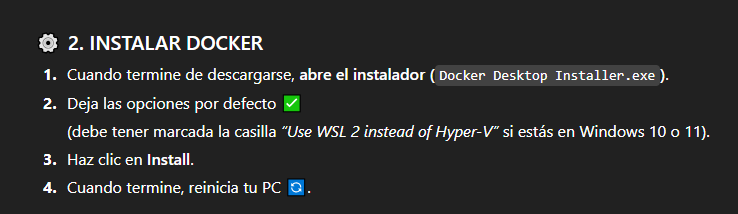 ⚙️ 2. INSTALAR DOCKER
1. Cuando termine de descargarse, abre el instalador (Docker Desktop Installer.exe).
2. Deja las opciones por defecto ✅
(debe tener marcada la casilla “Use WSL 2 instead of Hyper-V” si estás en Windows 10 o 11).
3. Haz clic en Install.
4. Cuando termine, reinicia tu PC 🔄.